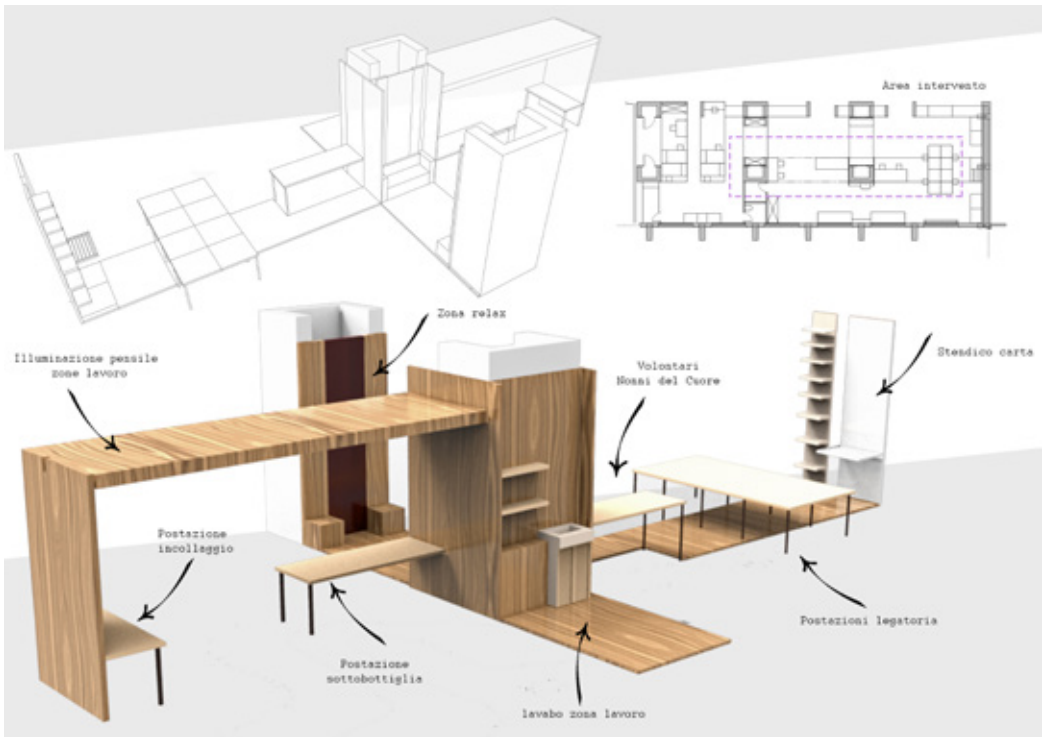 Area intervento
Zona relax
Illuminazione pensile
zone lavoro
Volontari
Nonni del Cuore
Stendico carta
Postazione
incollaggio
Postazioni legatoria
Postazione
sottobottiglia
lavabo zona lavoro